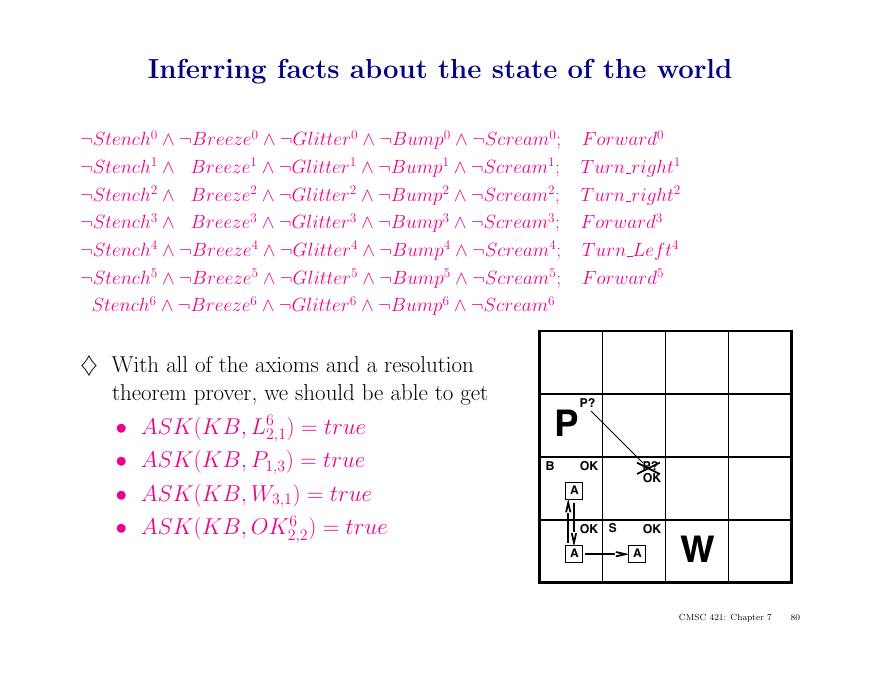 Inferring facts about the state of the world
¬Stench⁰ ∧ ¬Breeze⁰ ∧ ¬Glitter⁰ ∧ ¬Bump⁰ ∧ ¬Scream⁰; Forward⁰
¬Stench¹ ∧ Breeze¹ ∧ ¬Glitter¹ ∧ ¬Bump¹ ∧ ¬Scream¹; Turn_right¹
¬Stench² ∧ Breeze² ∧ ¬Glitter² ∧ ¬Bump² ∧ ¬Scream²; Turn_right²
¬Stench³ ∧ Breeze³ ∧ ¬Glitter³ ∧ ¬Bump³ ∧ ¬Scream³; Forward³
¬Stench⁴ ∧ ¬Breeze⁴ ∧ ¬Glitter⁴ ∧ ¬Bump⁴ ∧ ¬Scream⁴; Turn_Left⁴
¬Stench⁵ ∧ ¬Breeze⁵ ∧ ¬Glitter⁵ ∧ ¬Bump⁵ ∧ ¬Scream⁵; Forward⁵
Stench⁶ ∧ ¬Breeze⁶ ∧ ¬Glitter⁶ ∧ ¬Bump⁶ ∧ ¬Scream⁶
♢ With all of the axioms and a resolution
theorem prover, we should be able to get
• ASK(KB, L⁶₂,₁) = true
• ASK(KB, P₁,₃) = true
• ASK(KB, W₃,₁) = true
• ASK(KB, OK⁶₂,₂) = true
P?
P
B OK P?
OK
A
OK S OK
A A W
CMSC 421: Chapter 7 80